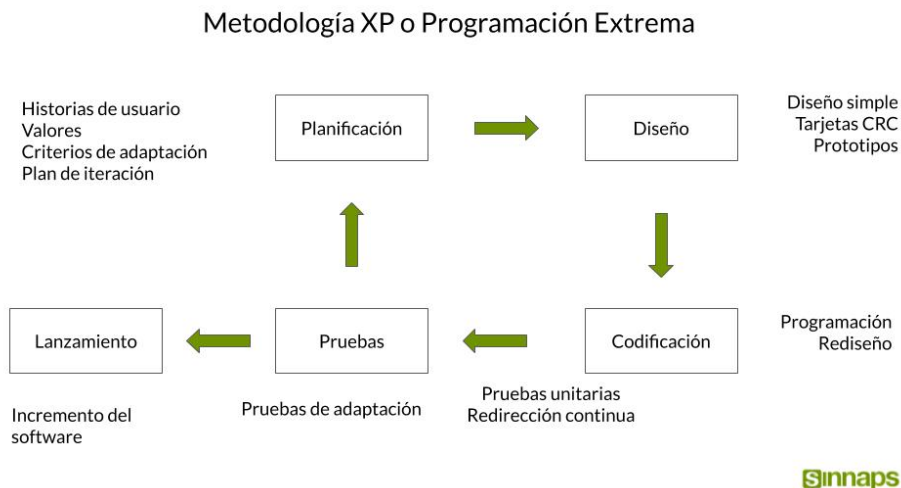 Metodología XP o Programación Extrema
Historias de usuario
Valores
Criterios de adaptación
Plan de iteración
Planificación
Diseño
Diseño simple
Tarjetas CRC
Prototipos
Lanzamiento
Pruebas
Codificación
Programación
Rediseño
Incremento del
software
Pruebas de adaptación
Pruebas unitarias
Redirección continua
Sinnaps